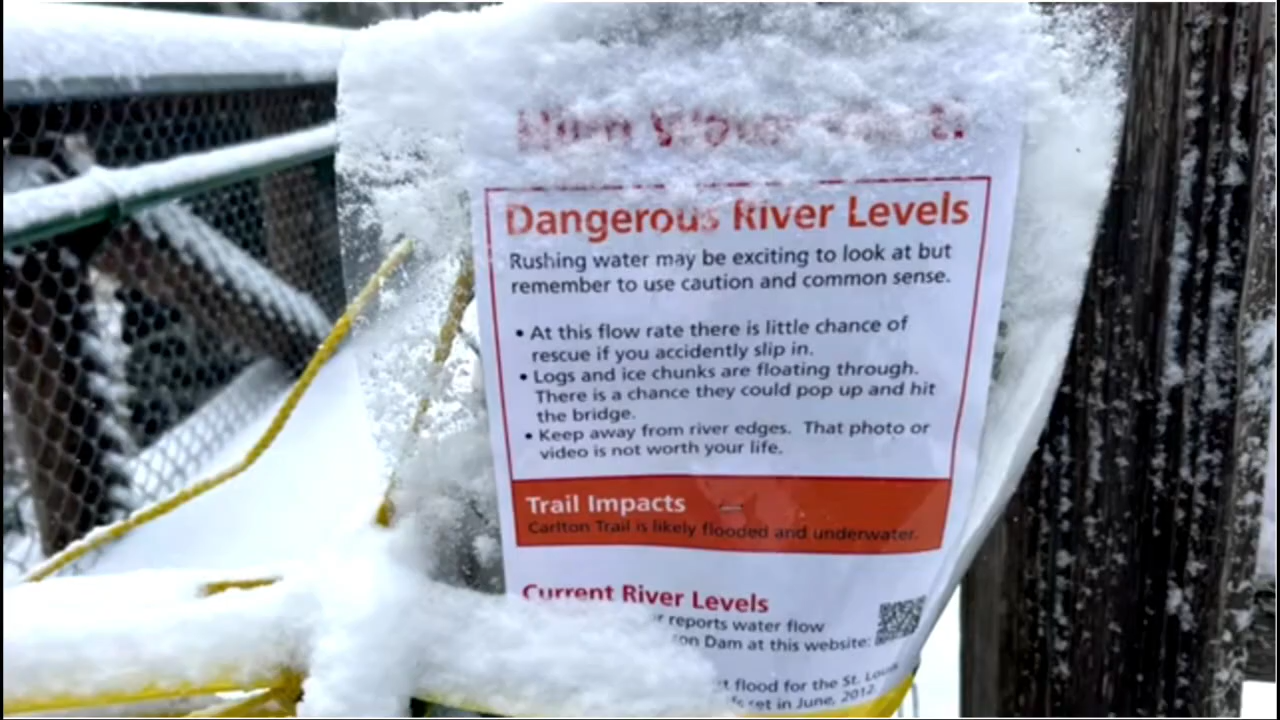 Dangerous River Levels
Rushing water may be exciting to look at but
remember to use caution and common sense.
• At this flow rate there is little chance of
rescue if you accidently slip in.
• Logs and ice chunks are floating through.
There is a chance they could pop up and hit
the bridge.
• Keep away from river edges. That photo or
video is not worth your life.
Trail Impacts
Carlton Trail is likely flooded and underwater.
Current River Levels
reports water flow
Dam at this website:
flood for the St. Louis
set in June, 2012.